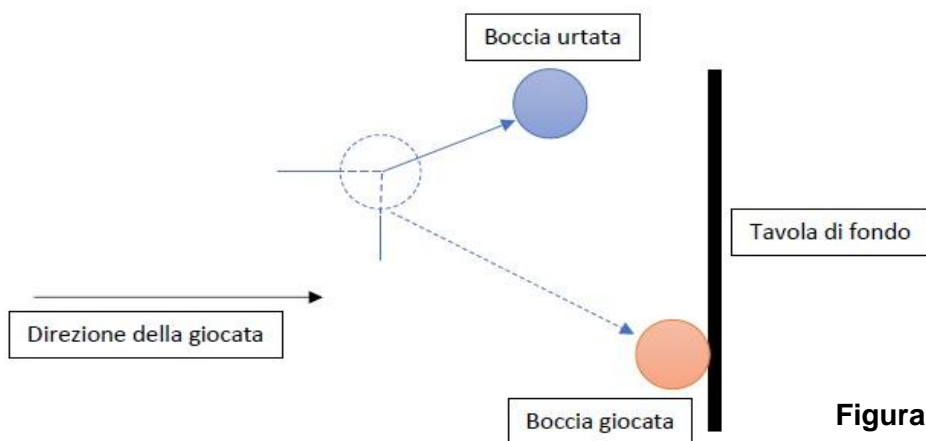 Boccia urtata
Tavola di fondo
Direzione della giocata
Boccia giocata
Figura